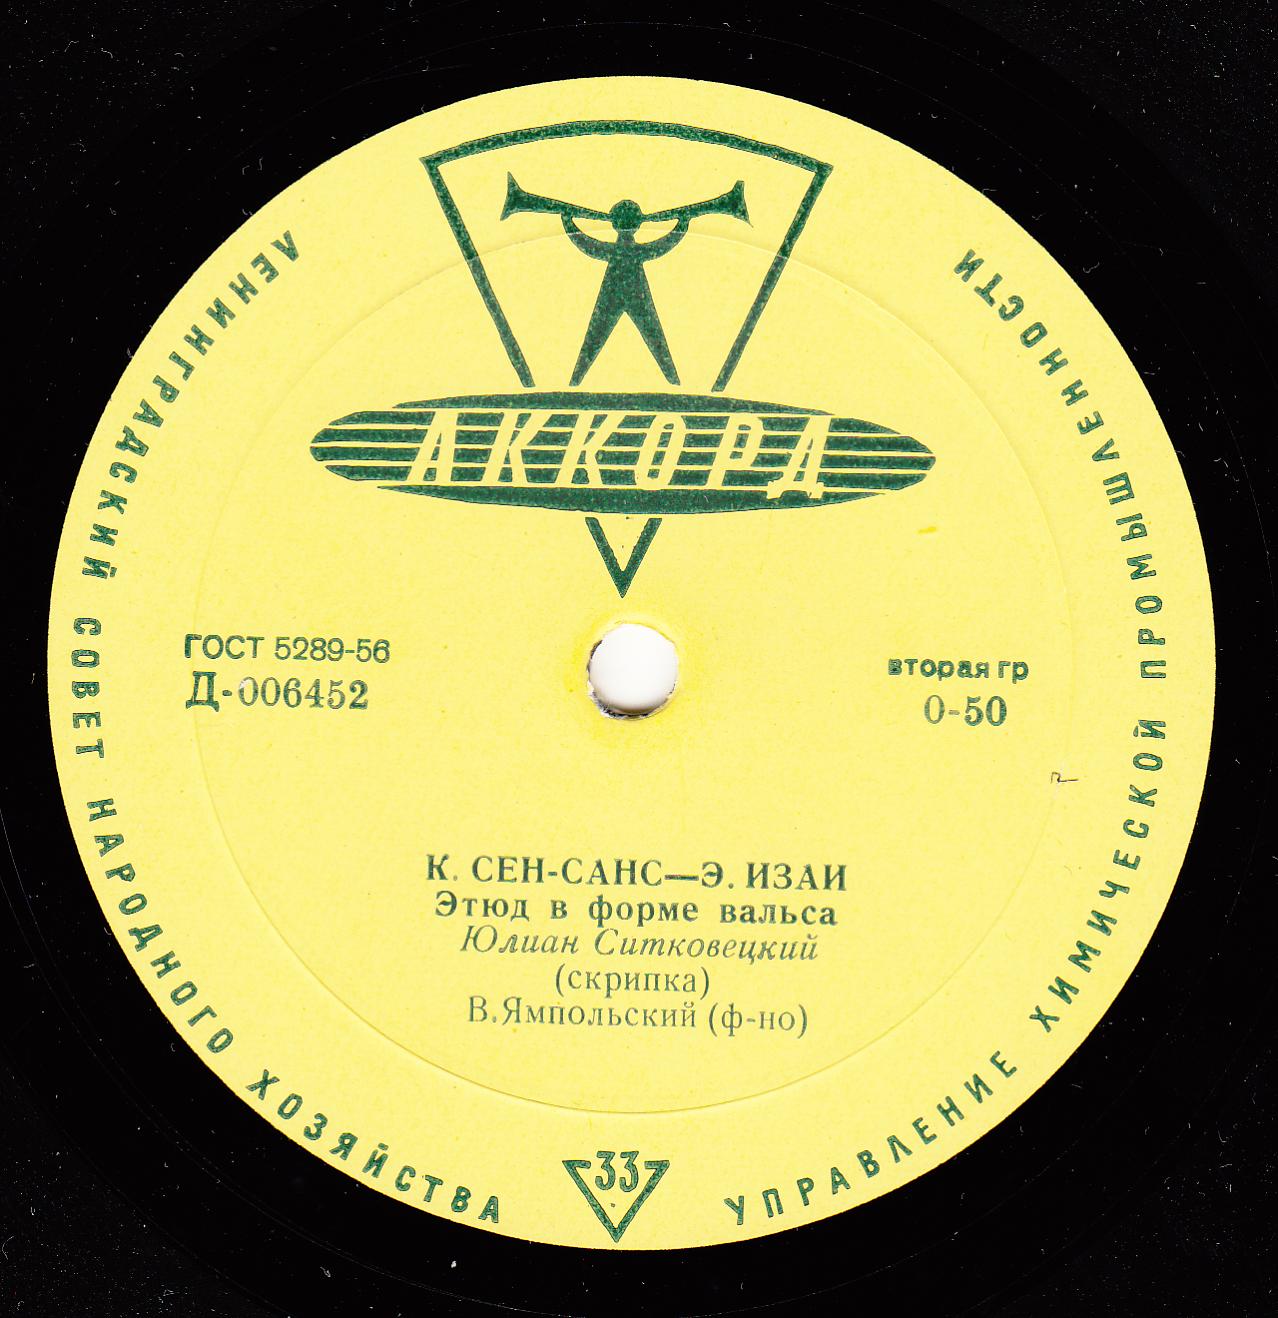 ЛЕНИНГРАДСКИЙ СОВЕТ НАРОДНОГО ХОЗЯЙСТВА
УПРАВЛЕНИЕ ХИМИЧЕСКОЙ ПРОМЫШЛЕННОСТИ
АККОРД
ГОСТ 5289-56
Д-006452
вторая гр
0-50
К. СЕН-САНС—Э. ИЗАИ
Этюд в форме вальса
Юлиан Ситковецкий
(скрипка)
В.Ямпольский (ф-но)
33